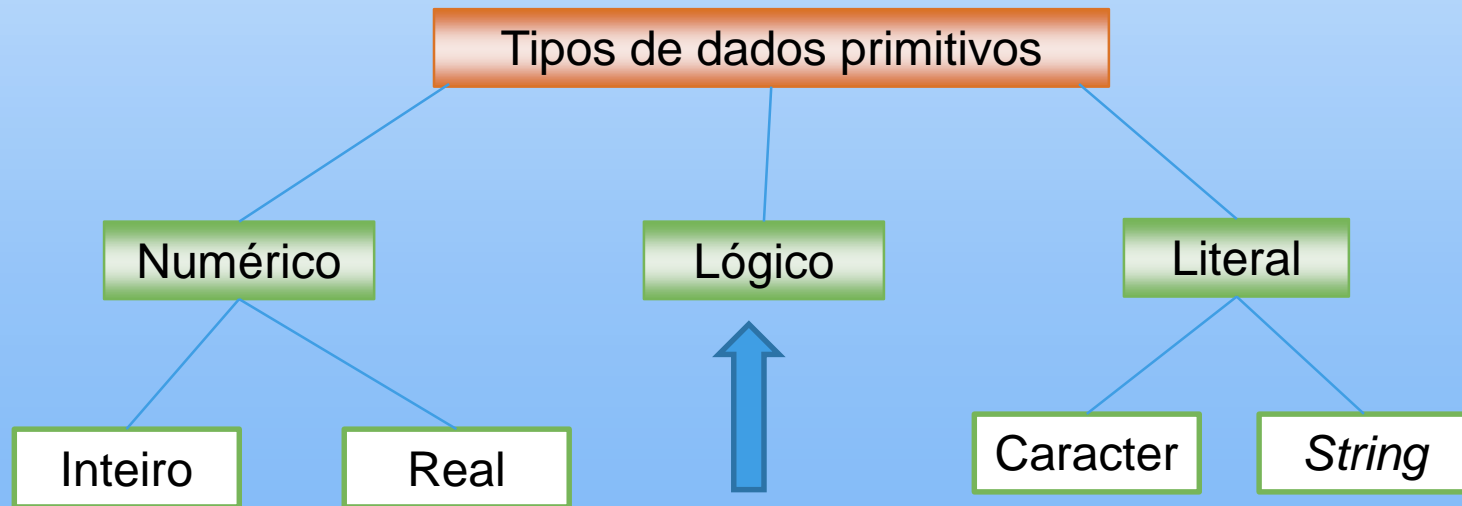 Tipos de dados primitivos
Numérico
Lógico
Literal
Inteiro
Real
Caracter
String